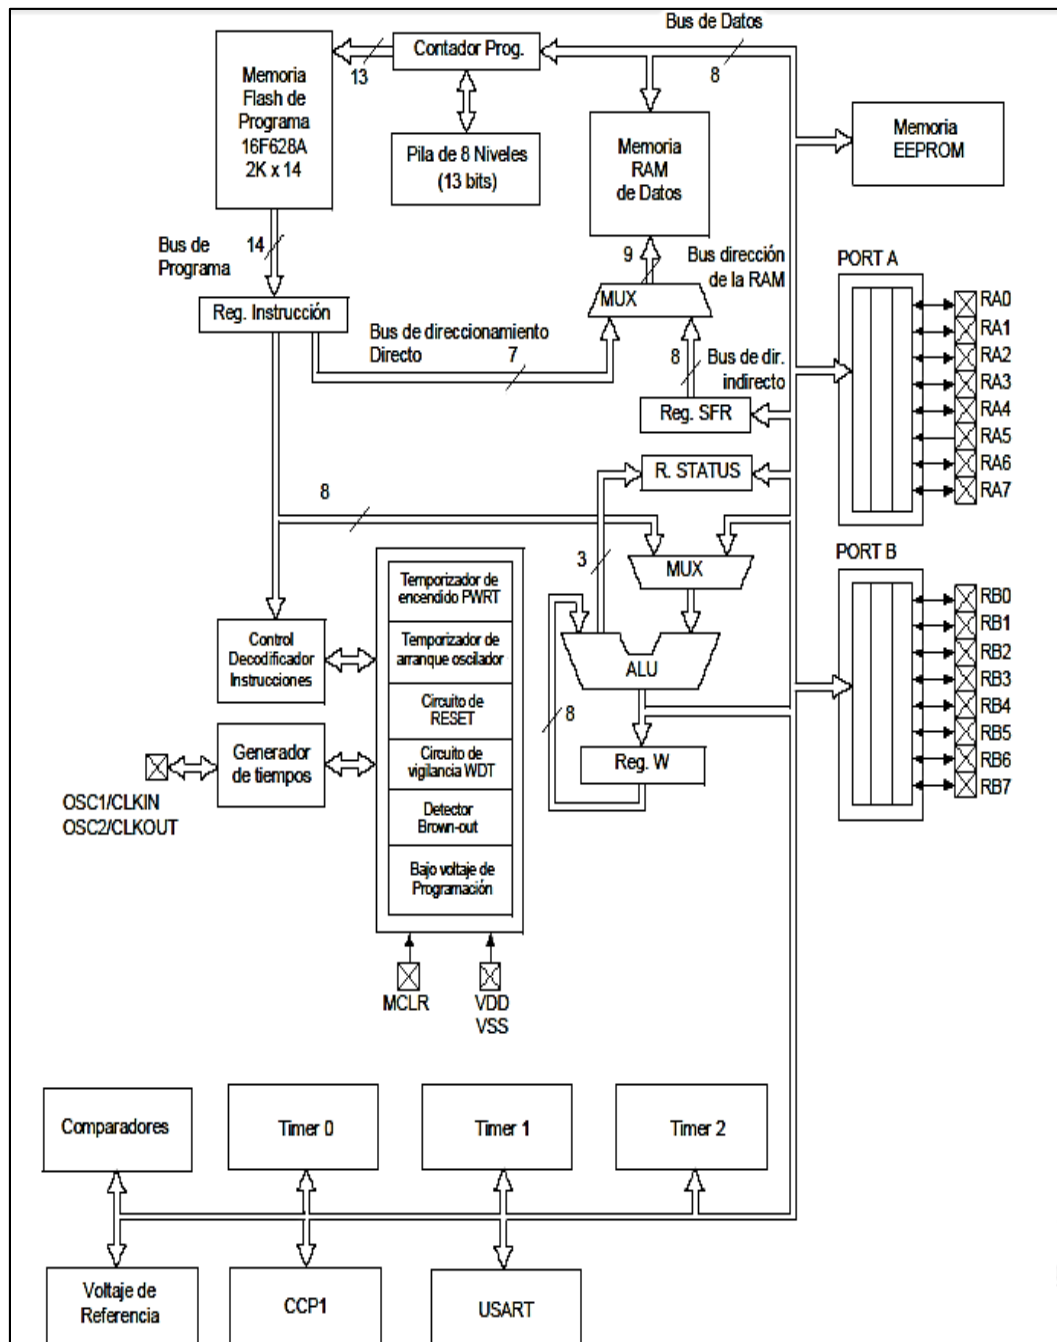 Bus de Datos
8
Contador Prog.
13
Memoria
Flash de
Programa
16F628A
2K x 14
Pila de 8 Niveles
(13 bits)
Memoria
RAM
de Datos
Memoria
EEPROM
Bus de
Programa
14
9
Bus dirección
de la RAM
MUX
Reg. Instrucción
Bus de direccionamiento
Directo
7
8
Bus de dir.
indirecto
Reg. SFR
R. STATUS
PORT A
RA0
RA1
RA2
RA3
RA4
RA5
RA6
RA7
8
3
MUX
ALU
8
Reg. W
PORT B
RB0
RB1
RB2
RB3
RB4
RB5
RB6
RB7
Control
Decodificador
Instrucciones
Generador
de tiempos
OSC1/CLKIN
OSC2/CLKOUT
Temporizador de
encendido PWRT
Temporizador de
arranque oscilador
Circuito de
RESET
Circuito de
vigilancia WDT
Detector
Brown-out
Bajo voltaje de
Programación
MCLR
VDD
VSS
Comparadores
Timer 0
Timer 1
Timer 2
Voltaje de
Referencia
CCP1
USART